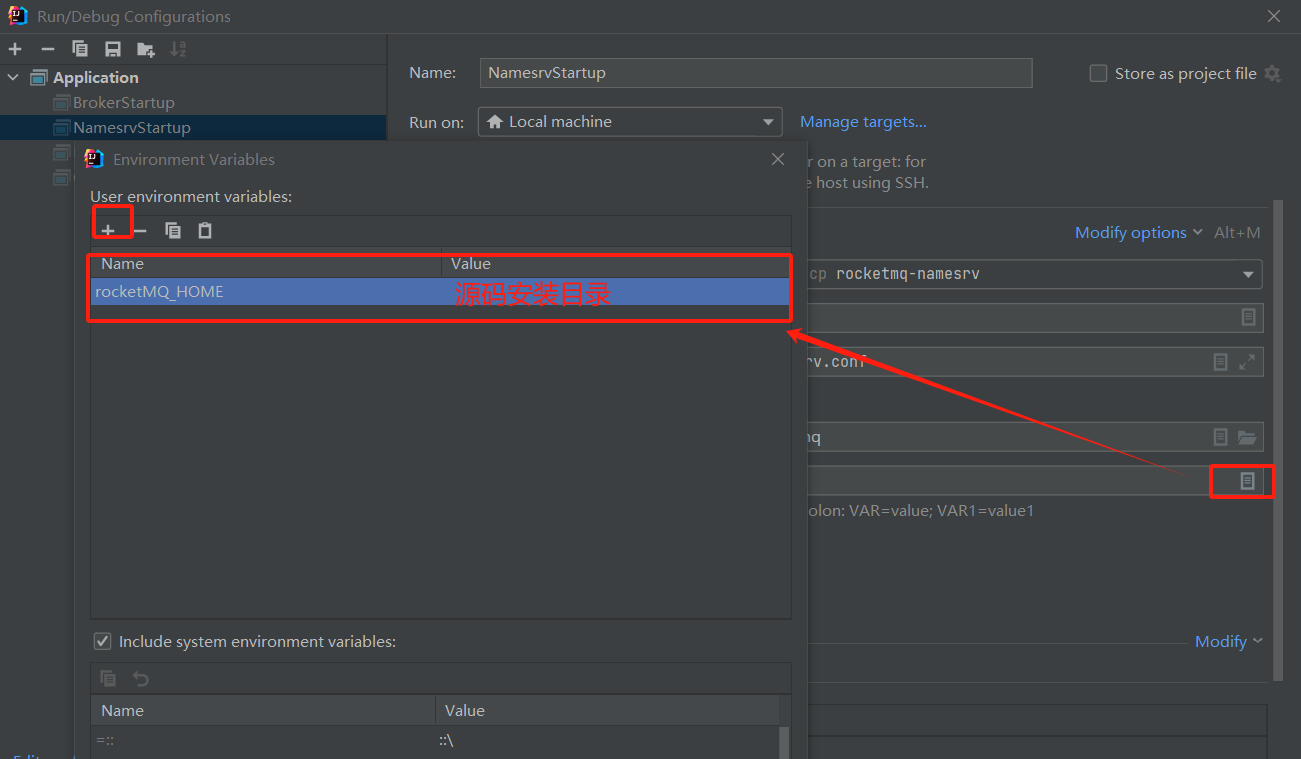 Run/Debug Configurations
Application
BrokerStartup
NamesrvStartup
Name:
NamesrvStartup
Store as project file
Run on:
Local machine
Manage targets...
r on a target: for
e host using SSH.
Modify options
Alt+M
cp rocketmq-namesrv
rv.conf
olon: VAR=value; VAR1=value1
Modify
Environment Variables
User environment variables:
Name
Value
rocketMQ_HOME
源码安装目录
Include system environment variables:
Name
Value
=::
::\